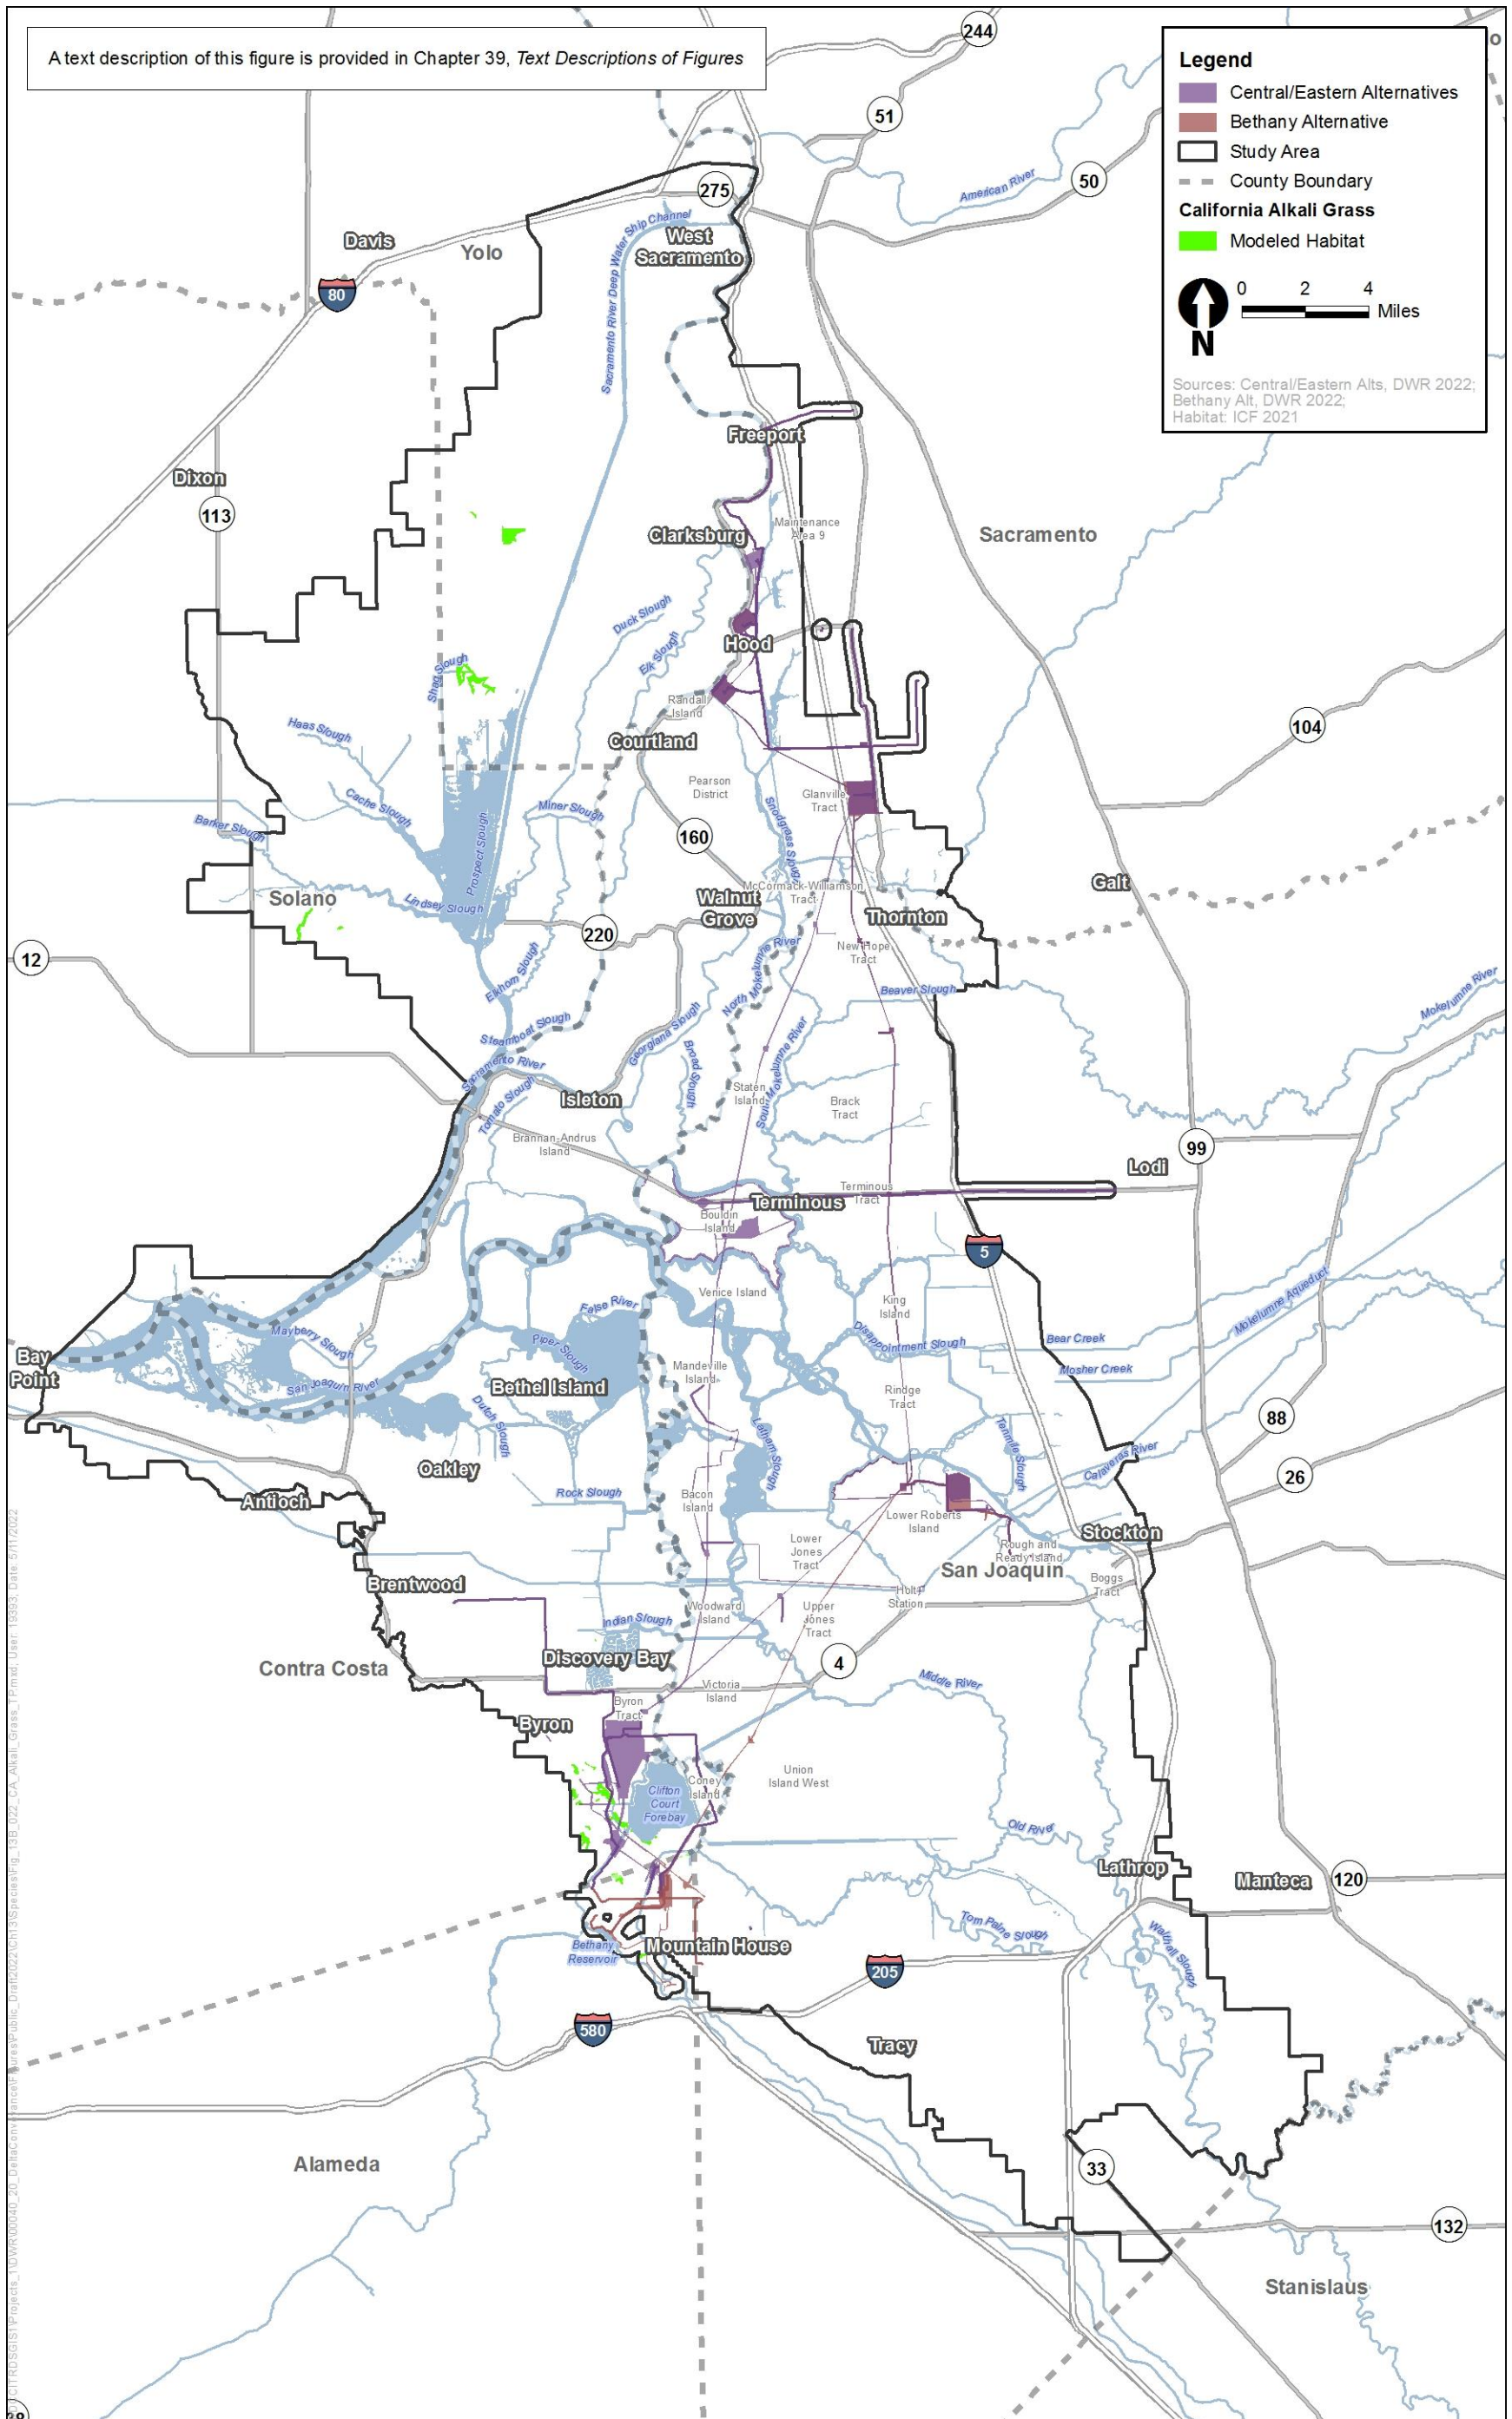 A text description of this figure is provided in Chapter 39, Text Descriptions of Figures
Legend
Central/Eastern Alternatives
Bethany Alternative
Study Area
County Boundary
California Alkali Grass
Modeled Habitat
0 2 4
Miles
N
Sources: Central/Eastern Alts, DWR 2022;
Bethany Alt, DWR 2022;
Habitat: ICF 2021
244
51
50
275
American River
Sacramento River Deep Water Ship Channel
West
Sacramento
Davis
Yolo
80
Freeport
Dixon
113
Maintenance
Area 9
Clarksburg
Sacramento
Duck Slough
Elk Slough
Hood
Shag Slough
Randall
Island
Haas Slough
Courtland
104
Pearson
District
Glanville
Tract
Cache Slough
Miner Slough
Snodgrass Slough
Barker Slough
Prospect Slough
160
Galt
McCormack-Williamson
Tract
Walnut
Grove
Solano
Lindsey Slough
Thornton
220
12
New Hope
Tract
North Mokelumne River
Elkhorn Slough
Beaver Slough
Mokelumne River
Steamboat Slough
Georgiana Slough
Sacramento River
Broad Slough
South Mokelumne River
Tomato Slough
Isleton
Staten
Island
Brack
Tract
Brannan-Andrus
Island
99
Lodi
Terminous
Tract
Terminous
Bouldin
Island
5
Venice Island
King
Island
False River
Mokelumne Aqueduct
Mayberry Slough
Piper Slough
Disappointment Slough
Bear Creek
Mosher Creek
Bay
Point
Mandeville
Island
San Joaquin River
Bethel Island
Rindge
Tract
Dutch Slough
Latham Slough
Tenmile Slough
88
Calaveras River
Oakley
26
Rock Slough
Bacon
Island
Antioch
Lower Roberts
Island
Stockton
Lower
Jones
Tract
Rough and
Ready Island
San Joaquin
Brentwood
Boggs
Tract
Holt
Station
Woodward
Island
Upper
Jones
Tract
Indian Slough
Discovery Bay
4
Contra Costa
Middle River
Victoria
Island
Byron
Tract
Byron
Union
Island West
Coney
Island
Clifton
Court
Forebay
Old River
Lathrop
Manteca
120
Tom Paine Slough
Walthall Slough
Bethany
Reservoir
Mountain House
205
580
Tracy
Alameda
33
132
Stanislaus